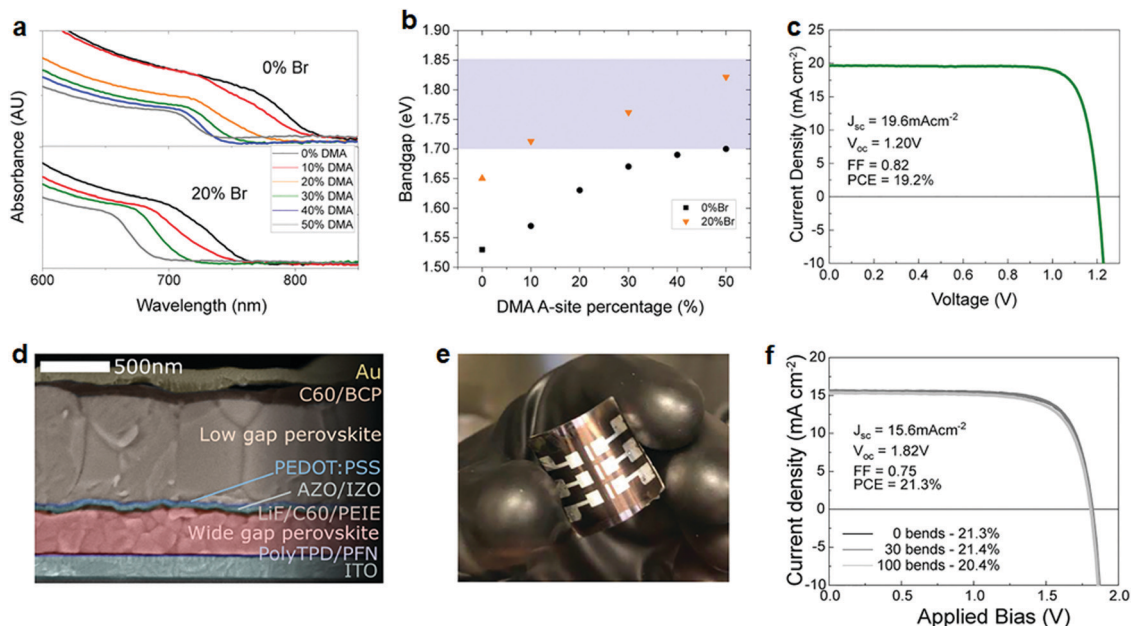 a
Absorbance (AU)
0% Br
0% DMA
10% DMA
20% DMA
30% DMA
40% DMA
50% DMA
20% Br
600
700
800
Wavelength (nm)
b
Bandgap (eV)
1.90
1.85
1.80
1.75
1.70
1.65
1.60
1.55
1.50
0%Br
20%Br
0
10
20
30
40
50
DMA A-site percentage (%)
c
Current Density (mA cm-2)
25
20
15
10
5
0
-5
-10
Jsc = 19.6mAcm-2
Voc = 1.20V
FF = 0.82
PCE = 19.2%
0.0
0.2
0.4
0.6
0.8
1.0
1.2
Voltage (V)
d
500nm
Au
C60/BCP
Low gap perovskite
PEDOT:PSS
AZO/IZO
LiF/C60/PEIE
Wide gap perovskite
PolyTPD/PFN
ITO
e
f
Current density (mA cm-2)
20
15
10
5
0
-5
-10
Jsc = 15.6mAcm-2
Voc = 1.82V
FF = 0.75
PCE = 21.3%
0 bends - 21.3%
30 bends - 21.4%
100 bends - 20.4%
0.0
0.5
1.0
1.5
2.0
Applied Bias (V)